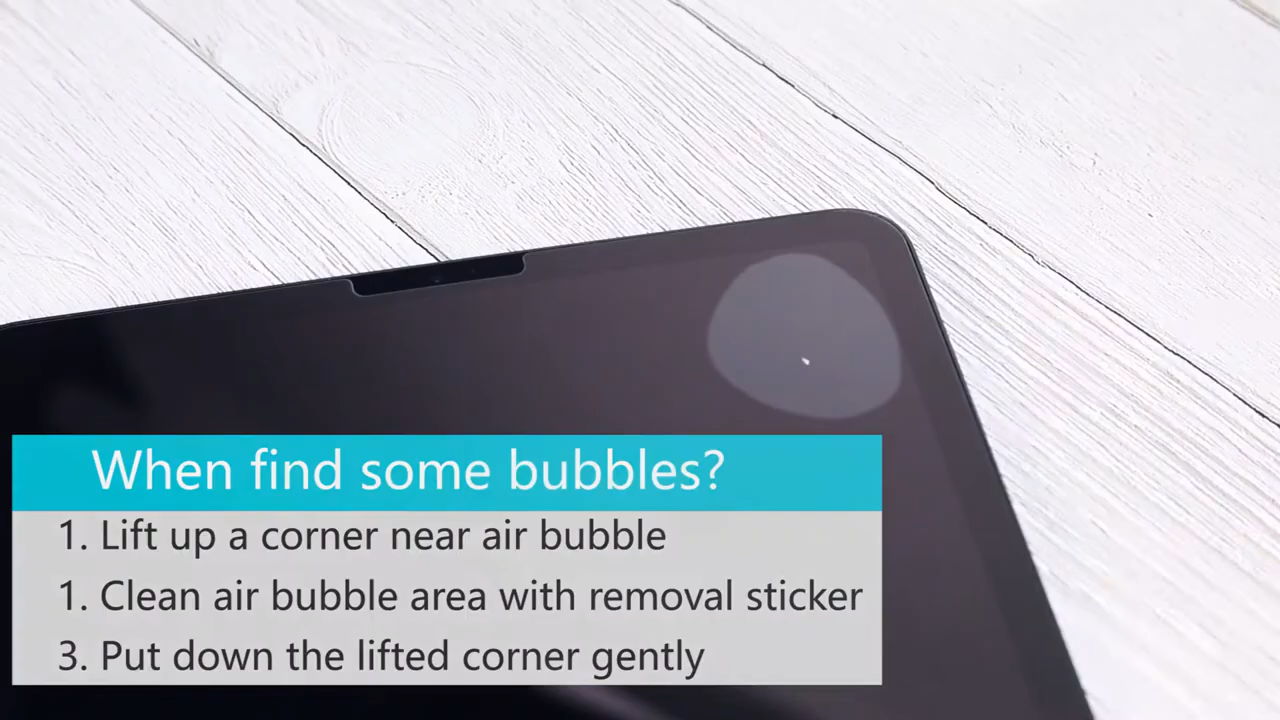 When find some bubbles?
1. Lift up a corner near air bubble
1. Clean air bubble area with removal sticker
3. Put down the lifted corner gently